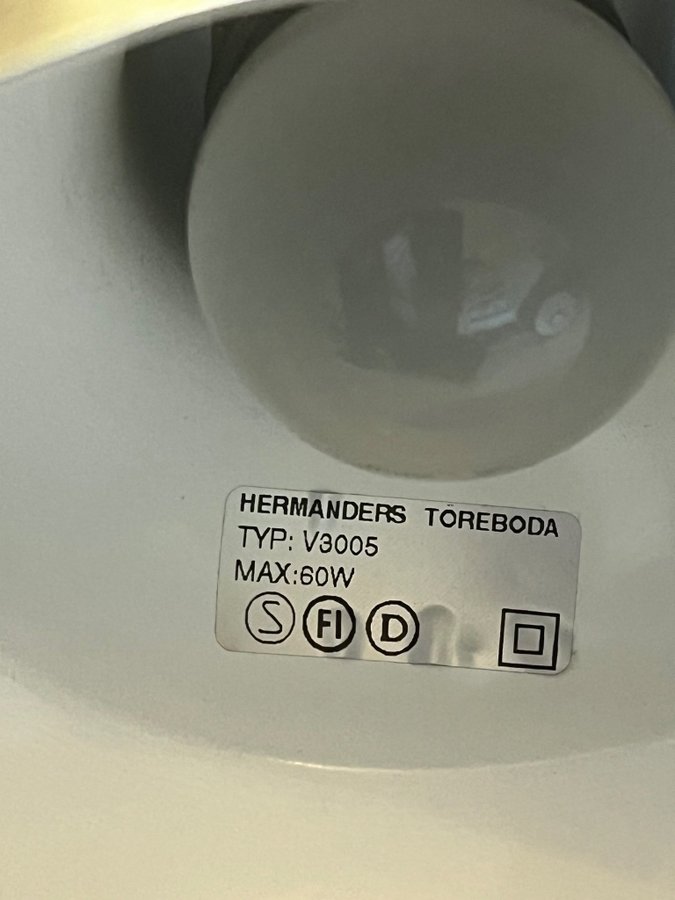 HERMANDERS TÖREBODA
TYP: V3005
MAX:60W
S FI D